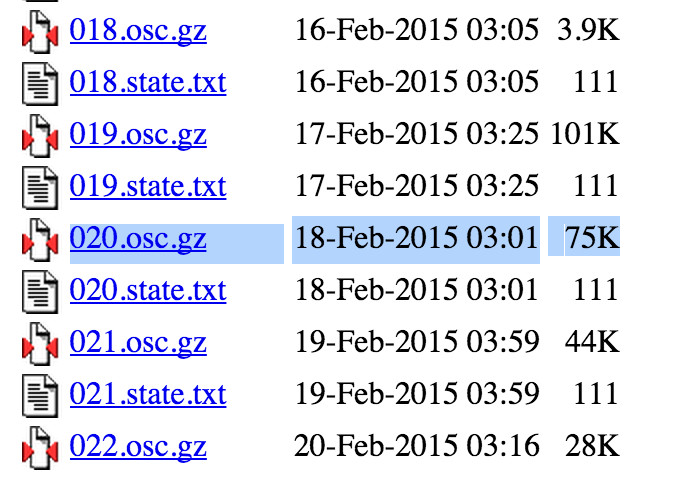 018.osc.gz 16-Feb-2015 03:05 3.9K
018.state.txt 16-Feb-2015 03:05 111
019.osc.gz 17-Feb-2015 03:25 101K
019.state.txt 17-Feb-2015 03:25 111
020.osc.gz 18-Feb-2015 03:01 75K
020.state.txt 18-Feb-2015 03:01 111
021.osc.gz 19-Feb-2015 03:59 44K
021.state.txt 19-Feb-2015 03:59 111
022.osc.gz 20-Feb-2015 03:16 28K